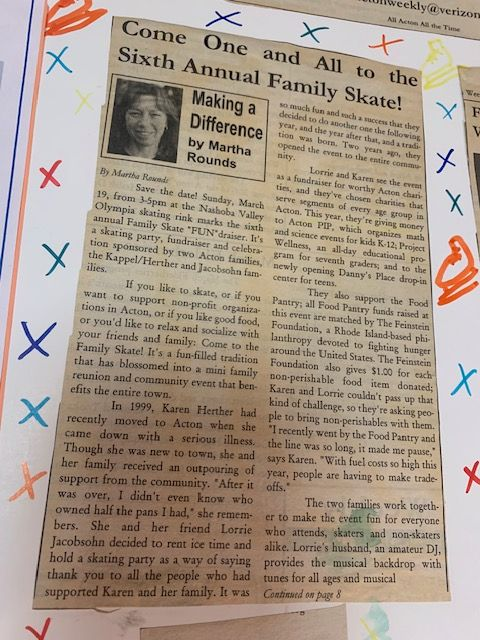 tonweekly@verizon
All Acton All the Time
Come One and All to the
Sixth Annual Family Skate!
Making a
Difference
by Martha
Rounds
By Martha Rounds
Save the date! Sunday, March
19, from 3-5pm at the Nashoba Valley
Olympia skating rink marks the sixth
annual Family Skate "FUN"draiser. It's
a skating party, fundraiser and celebra-
tion sponsored by two Acton families,
the Kappel/Herther and Jacobsohn fam-
ilies.
If you like to skate, or if you
want to support non-profit organiza-
tions in Acton, or if you like good food,
or you'd like to relax and socialize with
your friends and family: Come to the
Family Skate! It's a fun-filled tradition
that has blossomed into a mini family
reunion and community event that ben-
efits the entire town.
In 1999, Karen Herther had
recently moved to Acton when she
came down with a serious illness.
Though she was new to town, she and
her family received an outpouring of
support from the community. "After it
was over, I didn't even know who
owned half the pans I had," she remem-
bers. She and her friend Lorrie
Jacobsohn decided to rent ice time and
hold a skating party as a way of saying
thank you to all the people who had
supported Karen and her family. It was
so much fun and such a success that they
decided to do another one the following
year, and the year after that, and a tradi-
tion was born. Two years ago, they
opened the event to the entire commu-
nity.
Lorrie and Karen see the event
as a fundraiser for worthy Acton chari-
ties, and they've chosen charities that
serve segments of every age group in
Acton. This year, they're giving money
to Acton PIP, which organizes math
and science events for kids K-12; Project
Wellness, an all-day educational pro-
gram for seventh graders; and to the
newly opening Danny's Place drop-in
center for teens.
They also support the Food
Pantry; all Food Pantry funds raised at
this event are matched by The Feinstein
Foundation, a Rhode Island-based phi-
lanthropy devoted to fighting hunger
around the United States. The Feinstein
Foundation also gives $1.00 for each
non-perishable food item donated;
Karen and Lorrie couldn't pass up that
kind of challenge, so they're asking peo-
ple to bring non-perishables with them.
"I recently went by the Food Pantry and
the line was so long, it made me pause,"
says Karen. "With fuel costs so high this
year, people are having to make trade-
offs."
The two families work togeth-
er to make the event fun for everyone
who attends, skaters and non-skaters
alike. Lorrie's husband, an amateur DJ,
provides the musical backdrop with
tunes for all ages and musical
Continued on page 8